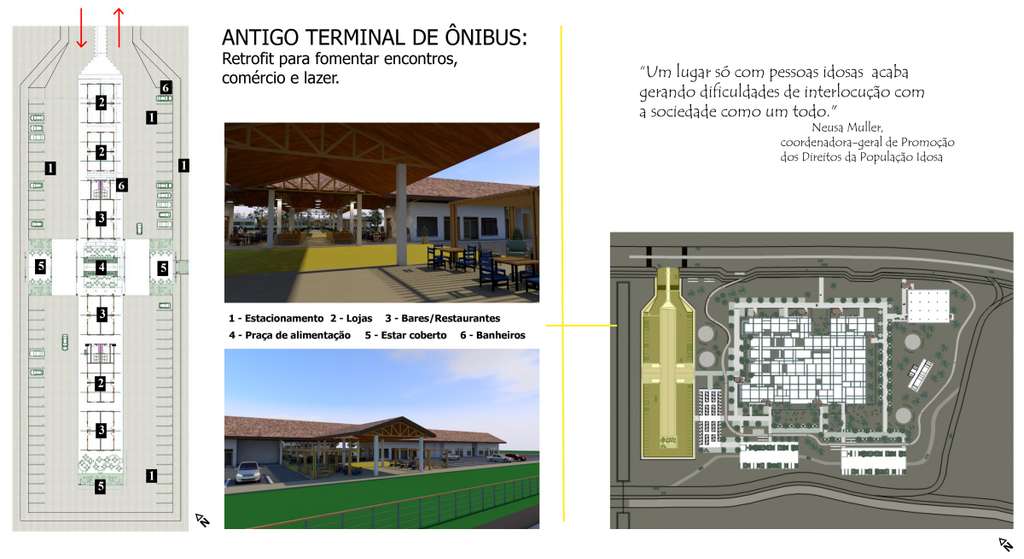 ANTIGO TERMINAL DE ÔNIBUS:
Retrofit para fomentar encontros,
comércio e lazer.
6
2
1
2
1
1
6
3
5
4
5
3
2
3
1
5
N
1 - Estacionamento 2 - Lojas 3 - Bares/Restaurantes
4 - Praça de alimentação 5 - Estar coberto 6 - Banheiros
“Um lugar só com pessoas idosas acaba
gerando dificuldades de interlocução com
a sociedade como um todo.”
Neusa Muller,
coordenadora-geral de Promoção
dos Direitos da População Idosa
N